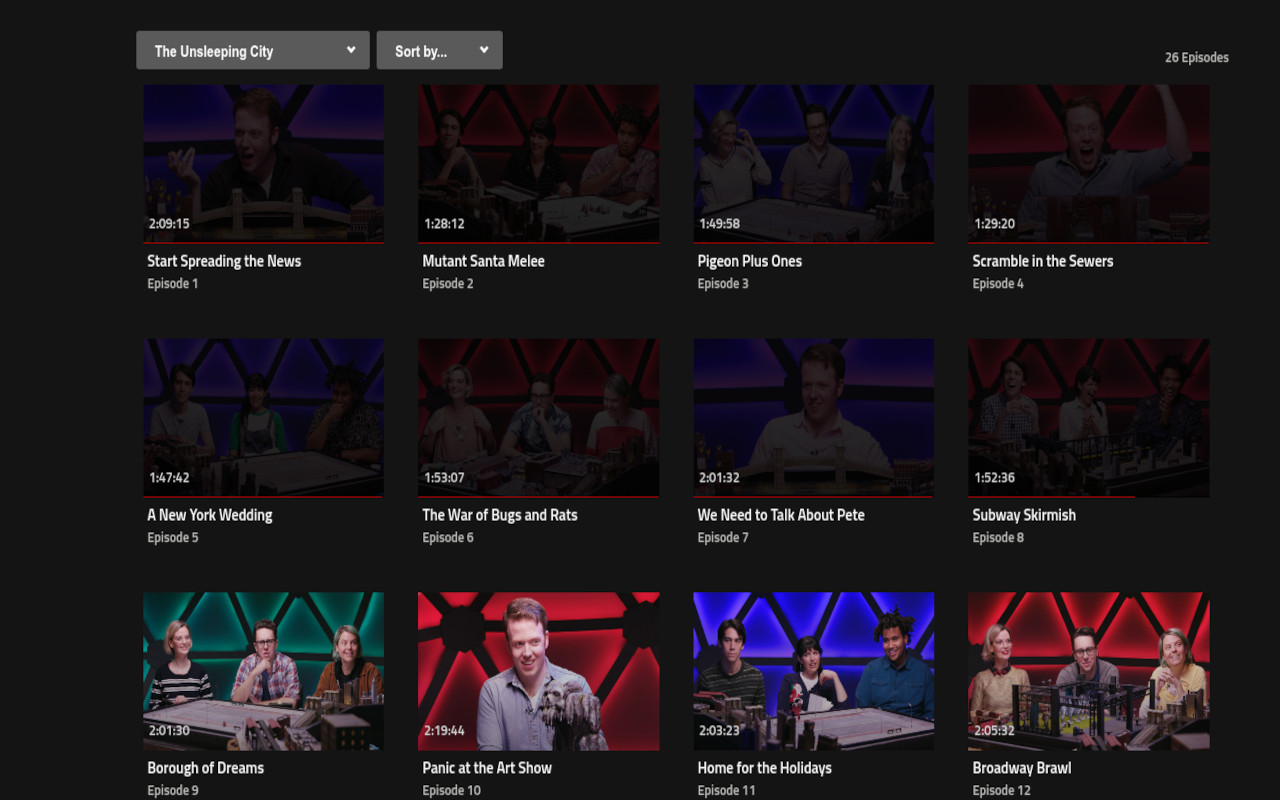 The Unsleeping City
Sort by...
26 Episodes
2:09:15
1:28:12
1:49:58
1:29:20
Start Spreading the News
Mutant Santa Melee
Pigeon Plus Ones
Scramble in the Sewers
Episode 1
Episode 2
Episode 3
Episode 4
1:47:42
1:53:07
2:01:32
1:52:36
A New York Wedding
The War of Bugs and Rats
We Need to Talk About Pete
Subway Skirmish
Episode 5
Episode 6
Episode 7
Episode 8
2:01:30
2:19:44
2:03:23
2:05:32
Borough of Dreams
Panic at the Art Show
Home for the Holidays
Broadway Brawl
Episode 9
Episode 10
Episode 11
Episode 12